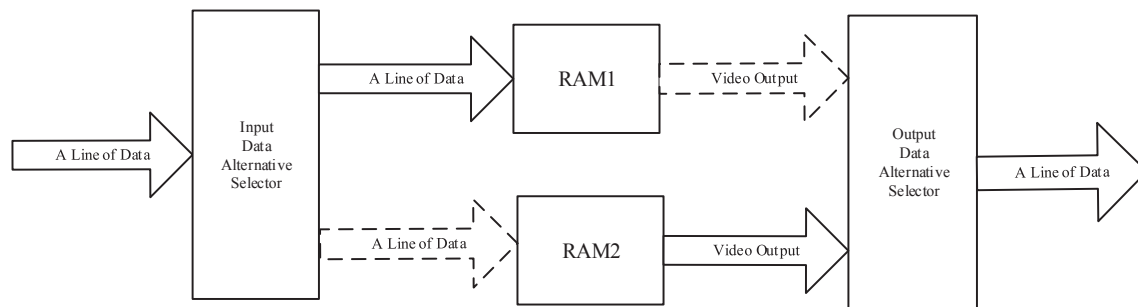 A Line of Data
Input
Data
Alternative
Selector
A Line of Data
RAM1
Video Output
A Line of Data
RAM2
Video Output
Output
Data
Alternative
Selector
A Line of Data